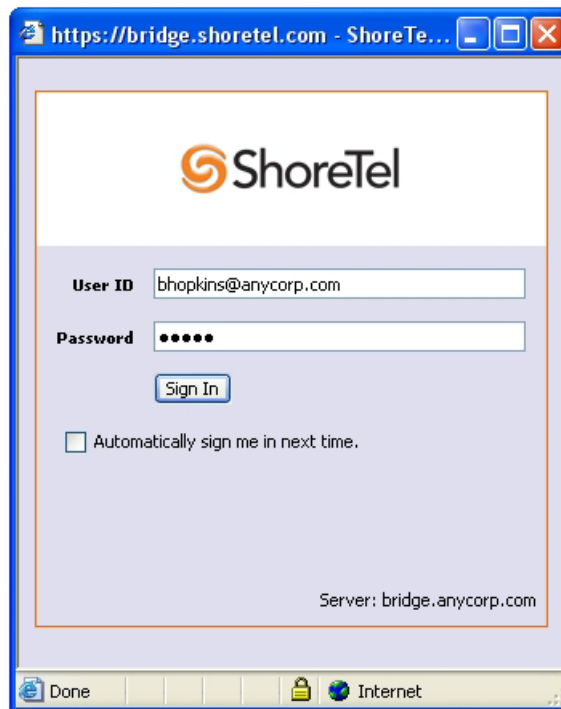 https://bridge.shoretel.com - ShoreTe...
ShoreTel
User ID bhopkins@anycorp.com
Password •••••
Sign In
Automatically sign me in next time.
Server: bridge.anycorp.com
Done Internet